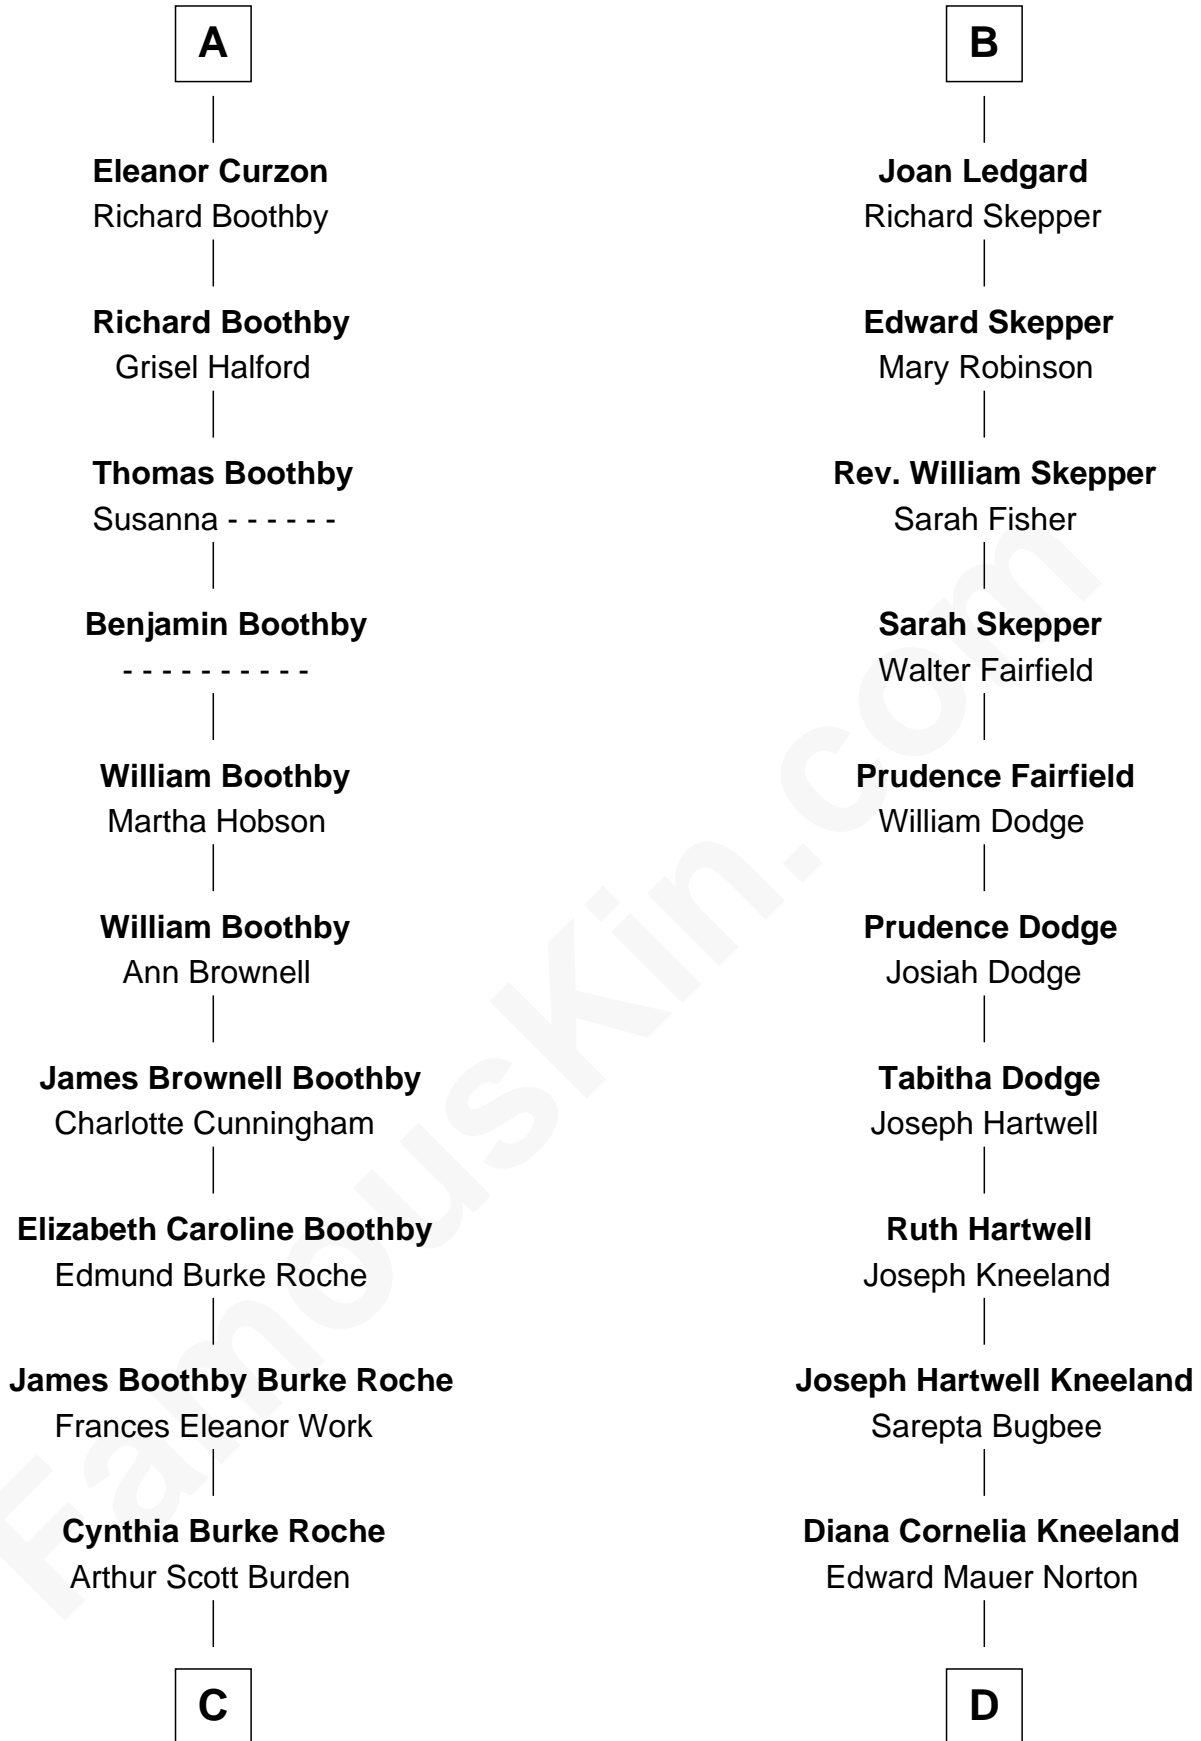 A
Eleanor Curzon
Richard Boothby
Richard Boothby
Grisel Halford
Thomas Boothby
Susanna - - - - - -
Benjamin Boothby
- - - - - - - - - -
William Boothby
Martha Hobson
William Boothby
Ann Brownell
James Brownell Boothby
Charlotte Cunningham
Elizabeth Caroline Boothby
Edmund Burke Roche
James Boothby Burke Roche
Frances Eleanor Work
Cynthia Burke Roche
Arthur Scott Burden
C
B
Joan Ledgard
Richard Skepper
Edward Skepper
Mary Robinson
Rev. William Skepper
Sarah Fisher
Sarah Skepper
Walter Fairfield
Prudence Fairfield
William Dodge
Prudence Dodge
Josiah Dodge
Tabitha Dodge
Joseph Hartwell
Ruth Hartwell
Joseph Kneeland
Joseph Hartwell Kneeland
Sarepta Bugbee
Diana Cornelia Kneeland
Edward Mauer Norton
D
FamousKin.com